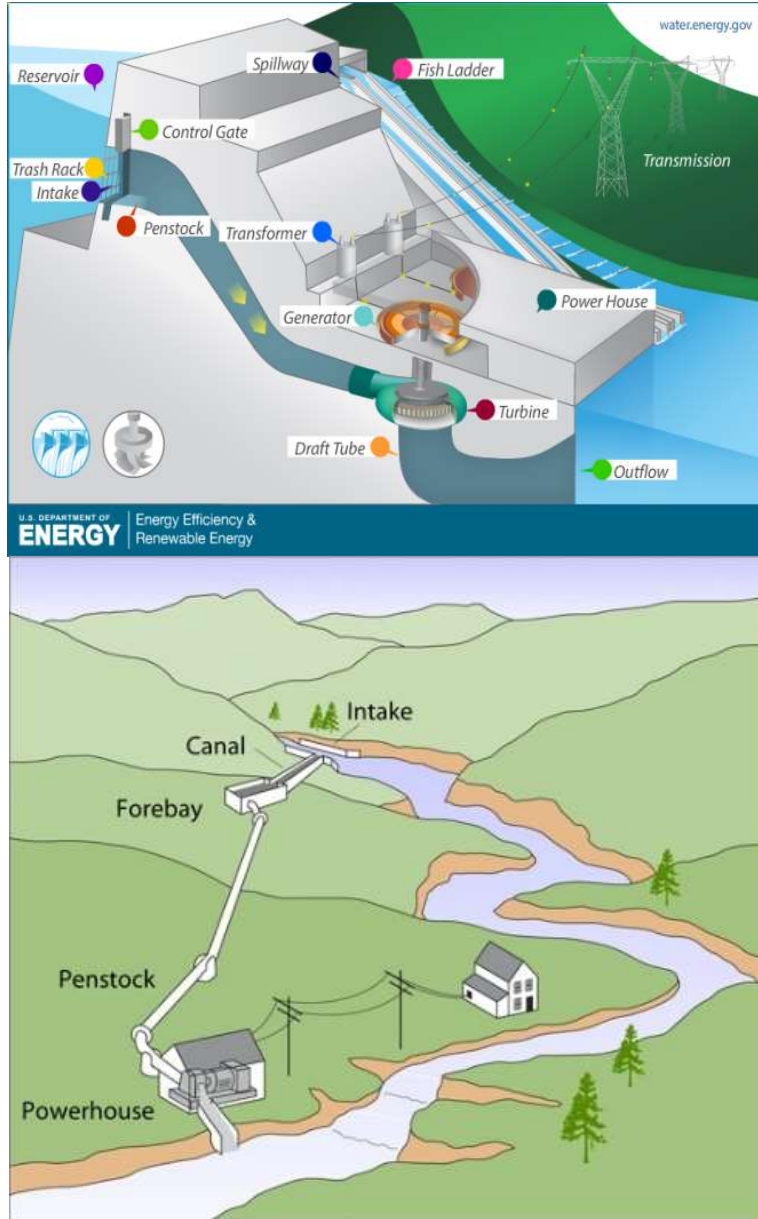 water.energy.gov
Spillway
Fish Ladder
Reservoir
Control Gate
Transmission
Trash Rack
Intake
Penstock
Transformer
Power House
Generator
Turbine
Draft Tube
Outflow
U.S. DEPARTMENT OF
ENERGY
Energy Efficiency &
Renewable Energy
Intake
Canal
Forebay
Penstock
Powerhouse